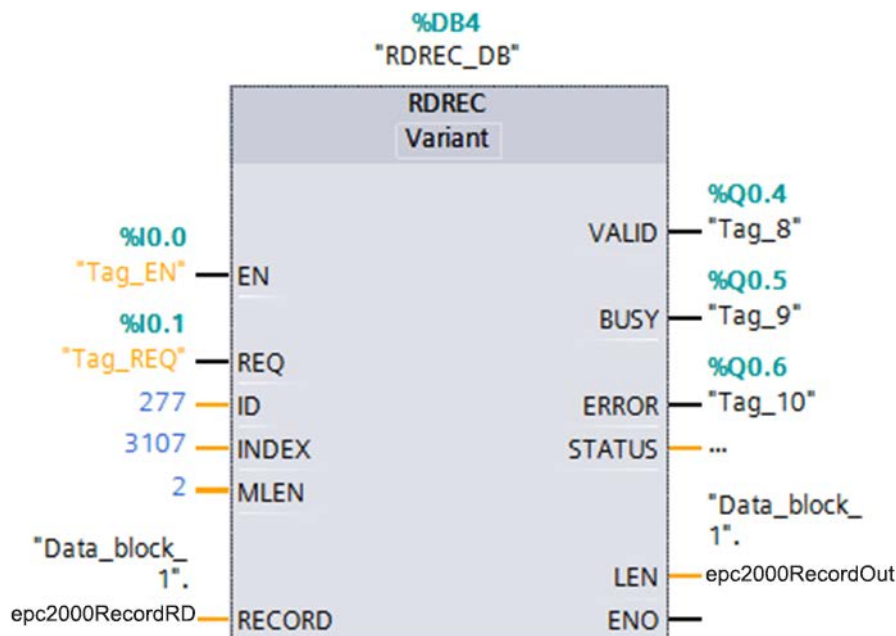 %DB4
"RDREC_DB"
RDREC
Variant
%Q0.4
VALID "Tag_8"
%I0.0
"Tag_EN" EN
%Q0.5
BUSY "Tag_9"
%I0.1
"Tag_REQ" REQ
%Q0.6
277 ID ERROR "Tag_10"
3107 INDEX STATUS ...
2 MLEN
"Data_block_
1".
"Data_block_
1".
LEN epc2000RecordOut
epc2000RecordRD RECORD ENO